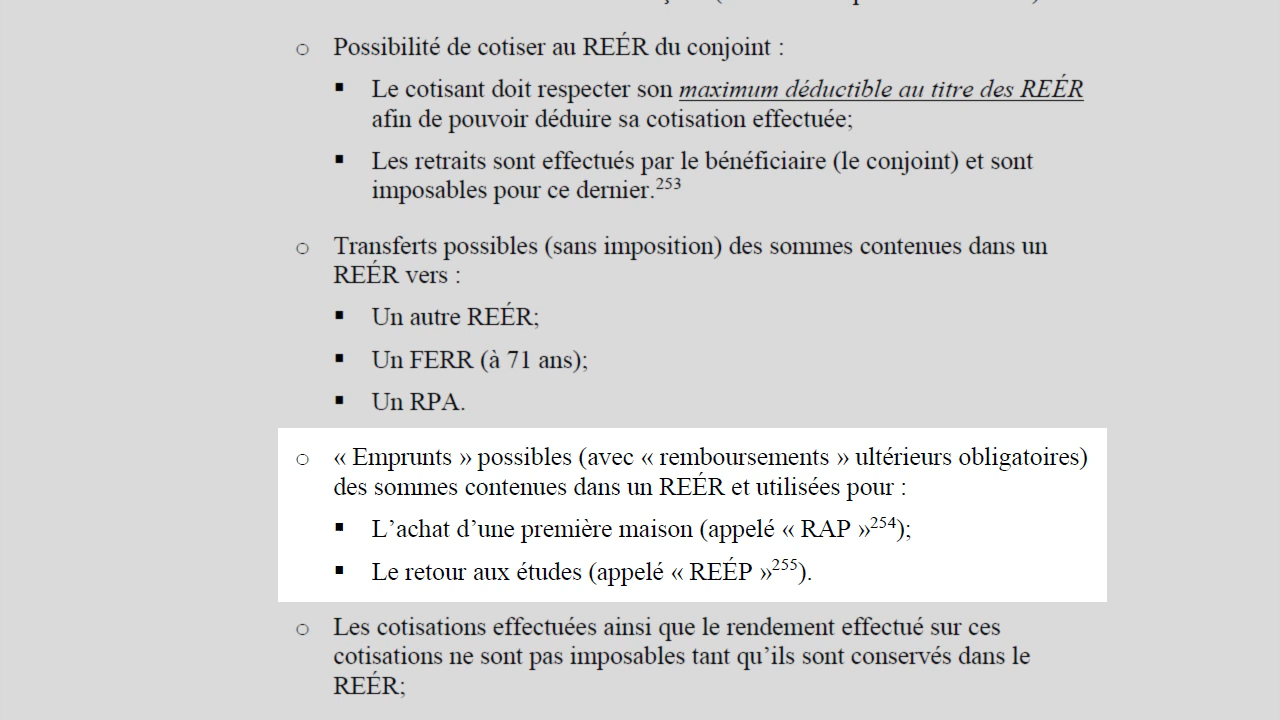 ○ Possibilité de cotiser au REÉR du conjoint :
▪ Le cotisant doit respecter son maximum déductible au titre des REÉR
afin de pouvoir déduire sa cotisation effectuée;
▪ Les retraits sont effectués par le bénéficiaire (le conjoint) et sont
imposables pour ce dernier.253
○ Transferts possibles (sans imposition) des sommes contenues dans un
REÉR vers :
▪ Un autre REÉR;
▪ Un FERR (à 71 ans);
▪ Un RPA.
○ « Emprunts » possibles (avec « remboursements » ultérieurs obligatoires)
des sommes contenues dans un REÉR et utilisées pour :
▪ L’achat d’une première maison (appelé « RAP »254);
▪ Le retour aux études (appelé « REÉP »255).
○ Les cotisations effectuées ainsi que le rendement effectué sur ces
cotisations ne sont pas imposables tant qu’ils sont conservés dans le
REÉR;